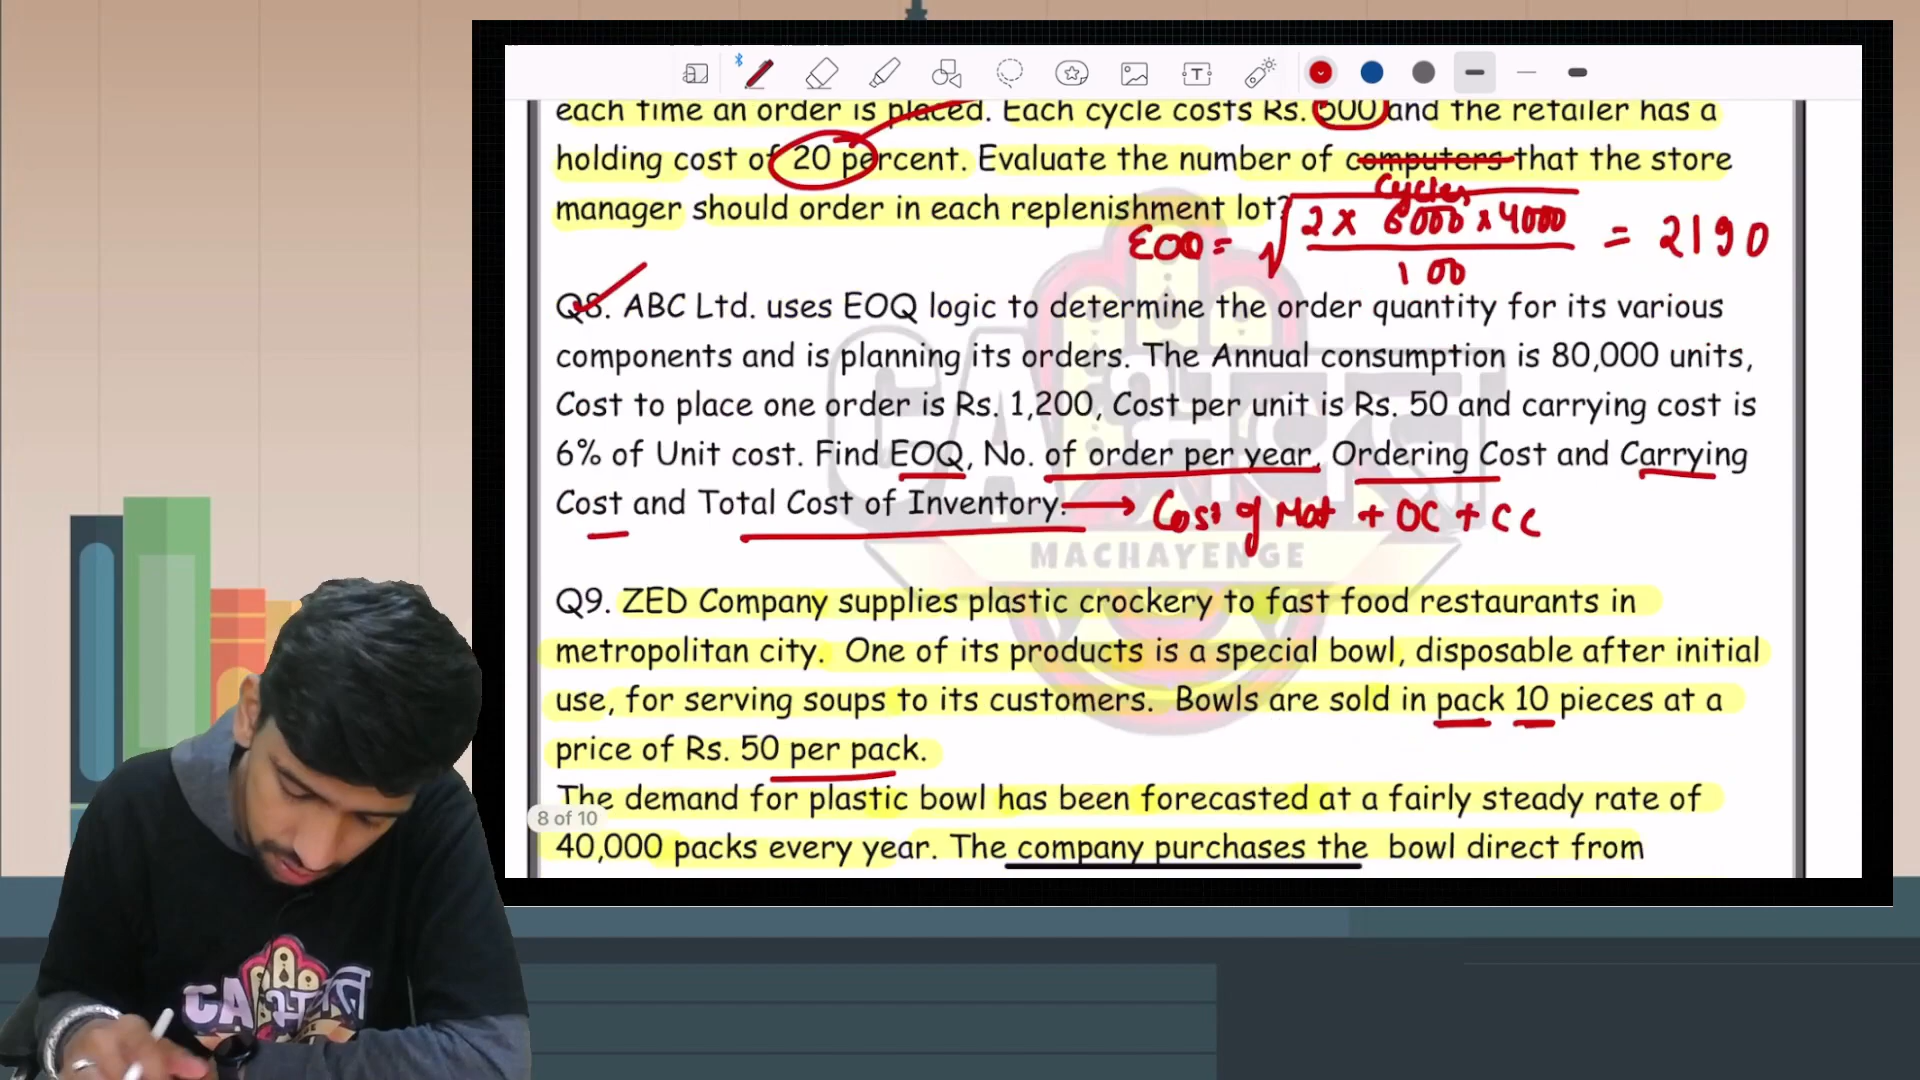 each time an order is placed. Each cycle costs Rs. 500 and the retailer has a
holding cost of 20 percent. Evaluate the number of computers that the store
Cycles
manager should order in each replenishment lot?
EOQ = √ 2 x 6000 x 4000 / 100 = 2190
Q8. ABC Ltd. uses EOQ logic to determine the order quantity for its various
components and is planning its orders. The Annual consumption is 80,000 units,
Cost to place one order is Rs. 1,200, Cost per unit is Rs. 50 and carrying cost is
6% of Unit cost. Find EOQ, No. of order per year, Ordering Cost and Carrying
Cost and Total Cost of Inventory. → Cost of Mat + OC + CC
MACHAYENGE
Q9. ZED Company supplies plastic crockery to fast food restaurants in
metropolitan city. One of its products is a special bowl, disposable after initial
use, for serving soups to its customers. Bowls are sold in pack 10 pieces at a
price of Rs. 50 per pack.
The demand for plastic bowl has been forecasted at a fairly steady rate of
8 of 10
40,000 packs every year. The company purchases the bowl direct from